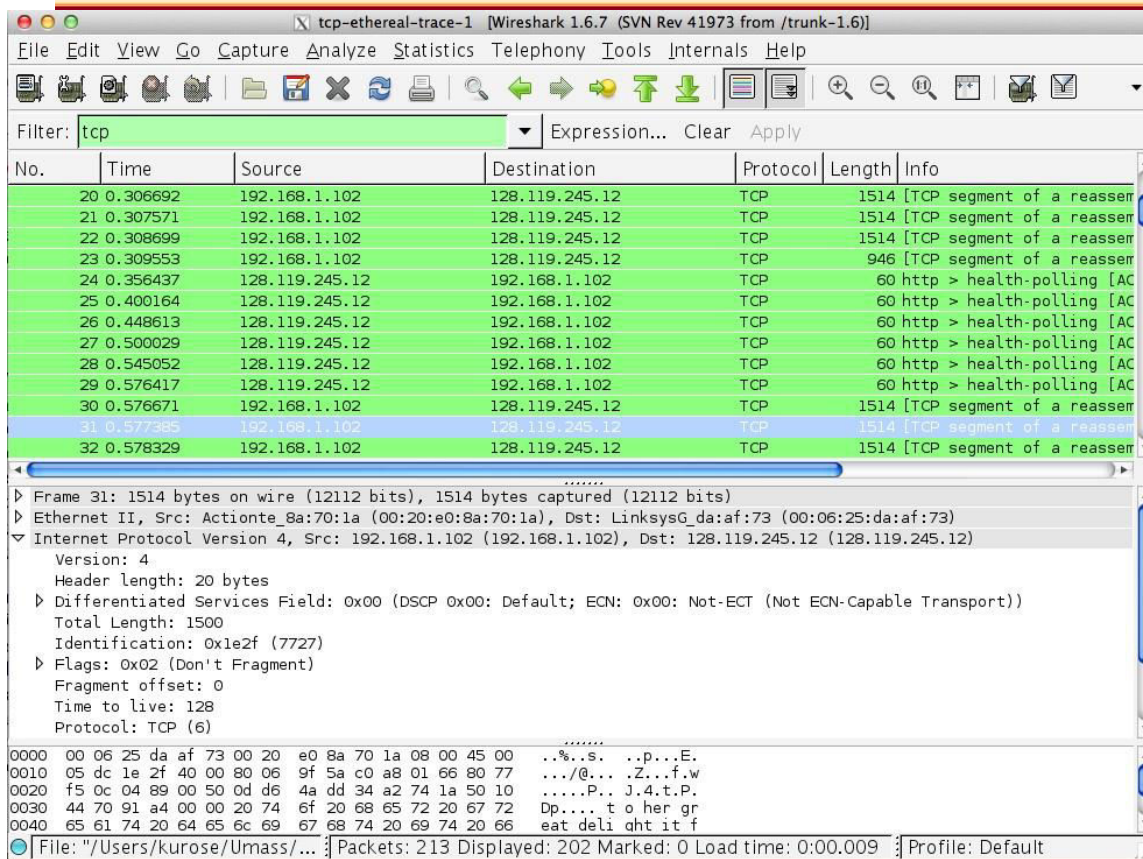 tcp-ethereal-trace-1 [Wireshark 1.6.7 (SVN Rev 41973 from /trunk-1.6)]
File Edit View Go Capture Analyze Statistics Telephony Tools Internals Help
Filter: tcp Expression... Clear Apply
No. Time Source Destination Protocol Length Info
20 0.306692 192.168.1.102 128.119.245.12 TCP 1514 [TCP segment of a reassem
21 0.307571 192.168.1.102 128.119.245.12 TCP 1514 [TCP segment of a reassem
22 0.308699 192.168.1.102 128.119.245.12 TCP 1514 [TCP segment of a reassem
23 0.309553 192.168.1.102 128.119.245.12 TCP 946 [TCP segment of a reassem
24 0.356437 128.119.245.12 192.168.1.102 TCP 60 http > health-polling [AC
25 0.400164 128.119.245.12 192.168.1.102 TCP 60 http > health-polling [AC
26 0.448613 128.119.245.12 192.168.1.102 TCP 60 http > health-polling [AC
27 0.500029 128.119.245.12 192.168.1.102 TCP 60 http > health-polling [AC
28 0.545052 128.119.245.12 192.168.1.102 TCP 60 http > health-polling [AC
29 0.576417 128.119.245.12 192.168.1.102 TCP 60 http > health-polling [AC
30 0.576671 192.168.1.102 128.119.245.12 TCP 1514 [TCP segment of a reassem
31 0.577385 192.168.1.102 128.119.245.12 TCP 1514 [TCP segment of a reassem
32 0.578329 192.168.1.102 128.119.245.12 TCP 1514 [TCP segment of a reassem
Frame 31: 1514 bytes on wire (12112 bits), 1514 bytes captured (12112 bits)
Ethernet II, Src: Actionte_8a:70:1a (00:20:e0:8a:70:1a), Dst: LinksysG_da:af:73 (00:06:25:da:af:73)
Internet Protocol Version 4, Src: 192.168.1.102 (192.168.1.102), Dst: 128.119.245.12 (128.119.245.12)
Version: 4
Header length: 20 bytes
Differentiated Services Field: 0x00 (DSCP 0x00: Default; ECN: 0x00: Not-ECT (Not ECN-Capable Transport))
Total Length: 1500
Identification: 0x1e2f (7727)
Flags: 0x02 (Don't Fragment)
Fragment offset: 0
Time to live: 128
Protocol: TCP (6)
0000 00 06 25 da af 73 00 20 e0 8a 70 1a 08 00 45 00 ..%..s. ..p...E.
0010 05 dc 1e 2f 40 00 80 06 9f 5a c0 a8 01 66 80 77 .../@... .Z...f.w
0020 f5 0c 04 89 00 50 0d d6 4a dd 34 a2 74 1a 50 10 .....P.. J.4.t.P.
0030 44 70 91 a4 00 00 20 74 6f 20 68 65 72 20 67 72 Dp.... t o her gr
0040 65 61 74 20 64 65 6c 69 67 68 74 20 69 74 20 66 eat deli ght it f
File: "/Users/kurose/Umass/... Packets: 213 Displayed: 202 Marked: 0 Load time: 0:00.009 Profile: Default